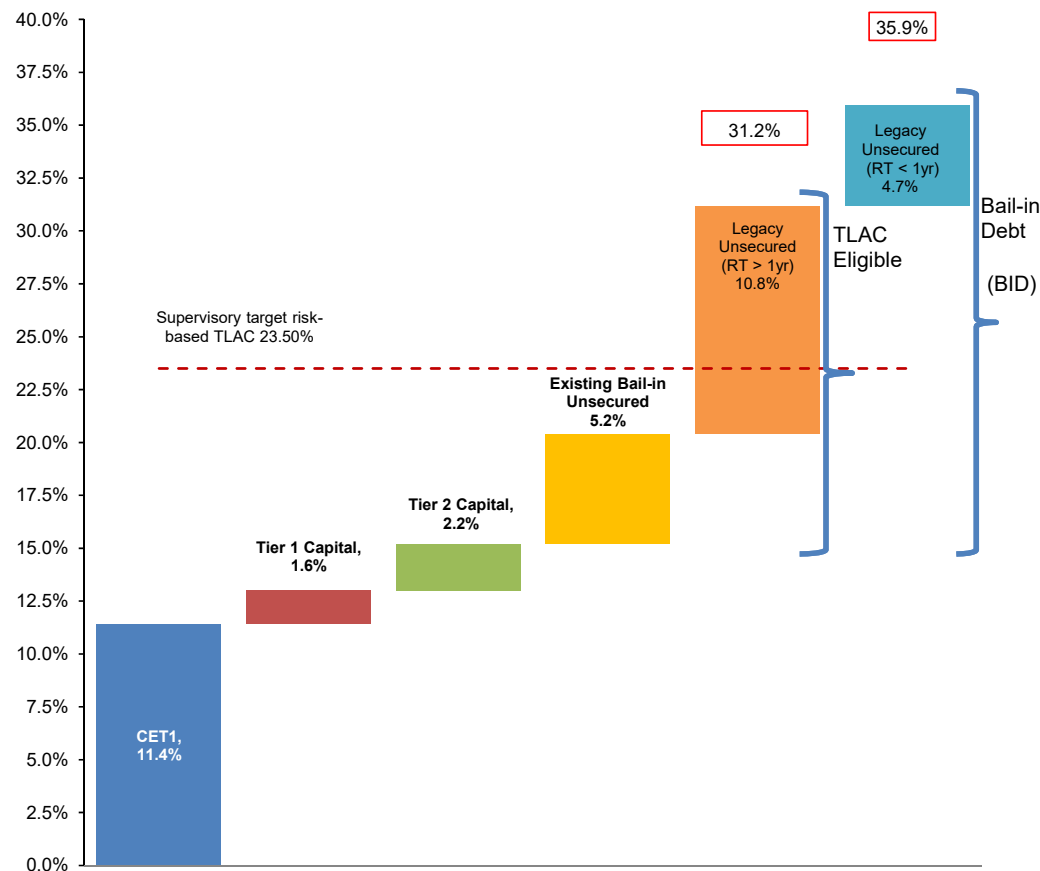 40.0%
37.5%
35.0%
32.5%
30.0%
27.5%
25.0%
22.5%
20.0%
17.5%
15.0%
12.5%
10.0%
7.5%
5.0%
2.5%
0.0%
CET1,
11.4%
Tier 1 Capital,
1.6%
Tier 2 Capital,
2.2%
Existing Bail-in
Unsecured
5.2%
Supervisory target risk-
based TLAC 23.50%
31.2%
Legacy
Unsecured
(RT > 1yr)
10.8%
TLAC
Eligible
35.9%
Legacy
Unsecured
(RT < 1yr)
4.7%
Bail-in
Debt
(BID)